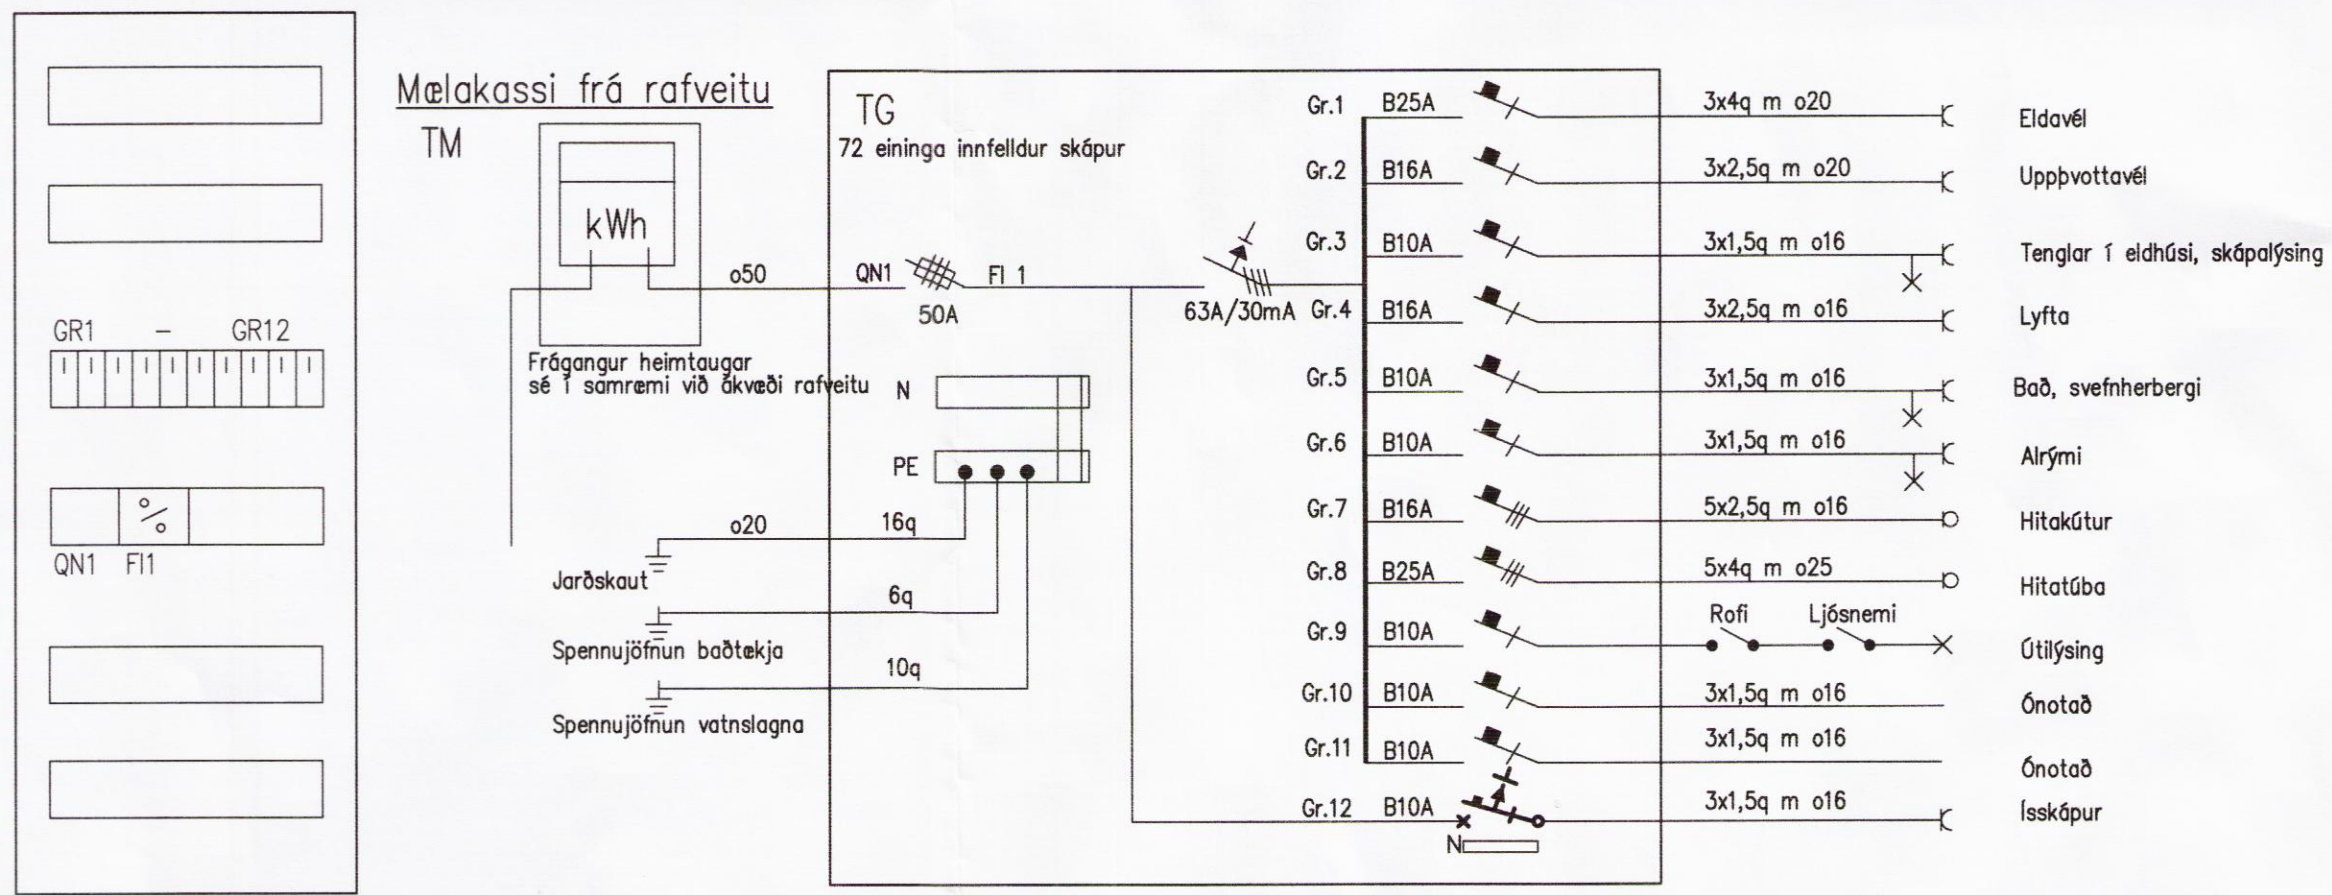 GR1 – GR12
QN1 FI1
Mælakassi frá rafveitu
TM
kWh
Frágangur heimtaugar
sé í samræmi við ákvæði rafveitu
o50
TG
72 eininga innfelldur skápur
QN1
50A
FI 1
63A/30mA
N
PE
o20 16q
Jarðskaut
6q
Spennujöfnun baðtækja
10q
Spennujöfnun vatnslagna
Gr.1 B25A 3x4q m o20 Eldavél
Gr.2 B16A 3x2,5q m o20 Uppþvottavél
Gr.3 B10A 3x1,5q m o16 Tenglar í eldhúsi, skápalýsing
Gr.4 B16A 3x2,5q m o16 Lyfta
Gr.5 B10A 3x1,5q m o16 Bað, svefnherbergi
Gr.6 B10A 3x1,5q m o16 Alrými
Gr.7 B16A 5x2,5q m o16 Hitakútur
Gr.8 B25A 5x4q m o25 Hitatúba
Gr.9 B10A Rofi Ljósnemi Útilýsing
Gr.10 B10A 3x1,5q m o16 Ónotað
Gr.11 B10A 3x1,5q m o16 Ónotað
Gr.12 B10A 3x1,5q m o16 Ísskápur
N